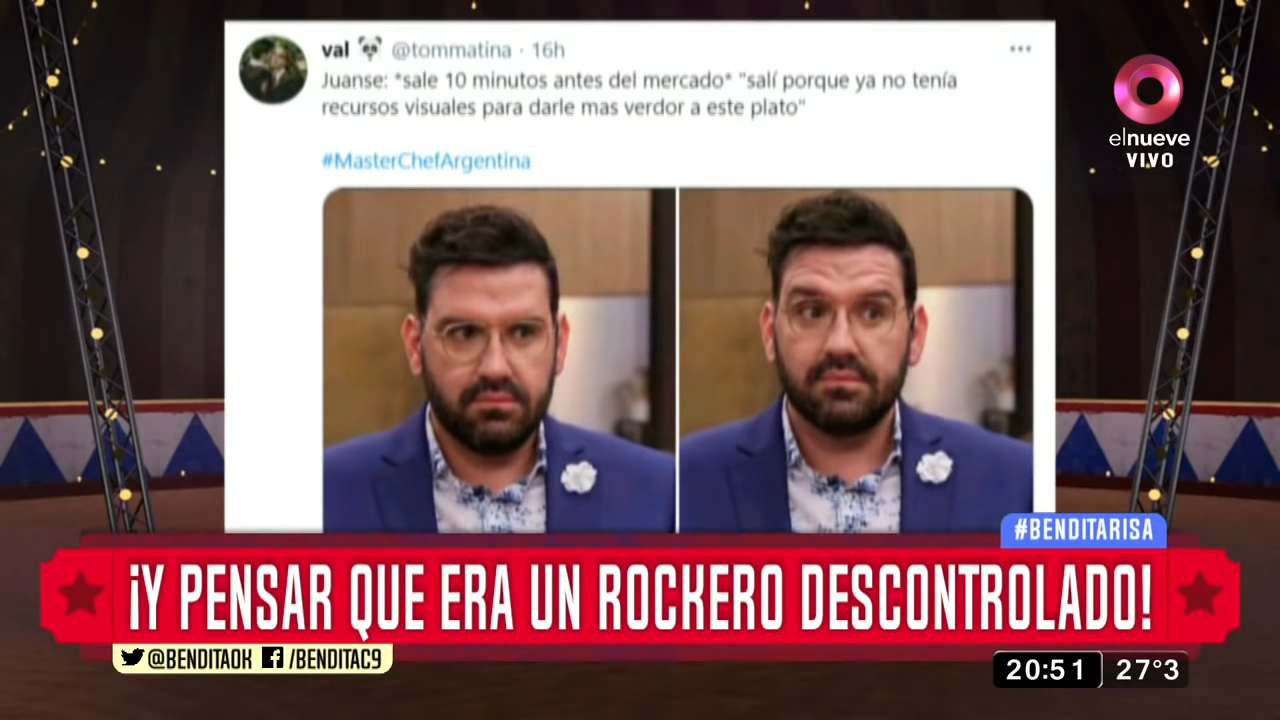 val 🐼 @tommatina · 16h
Juanse: *sale 10 minutos antes del mercado* "salí porque ya no tenía
recursos visuales para darle mas verdor a este plato"
#MasterChefArgentina
elnueve
VIVO
#BENDITARISA
¡Y PENSAR QUE ERA UN ROCKERO DESCONTROLADO!
@BENDITAOK /BENDITAC9
20:51 27°3